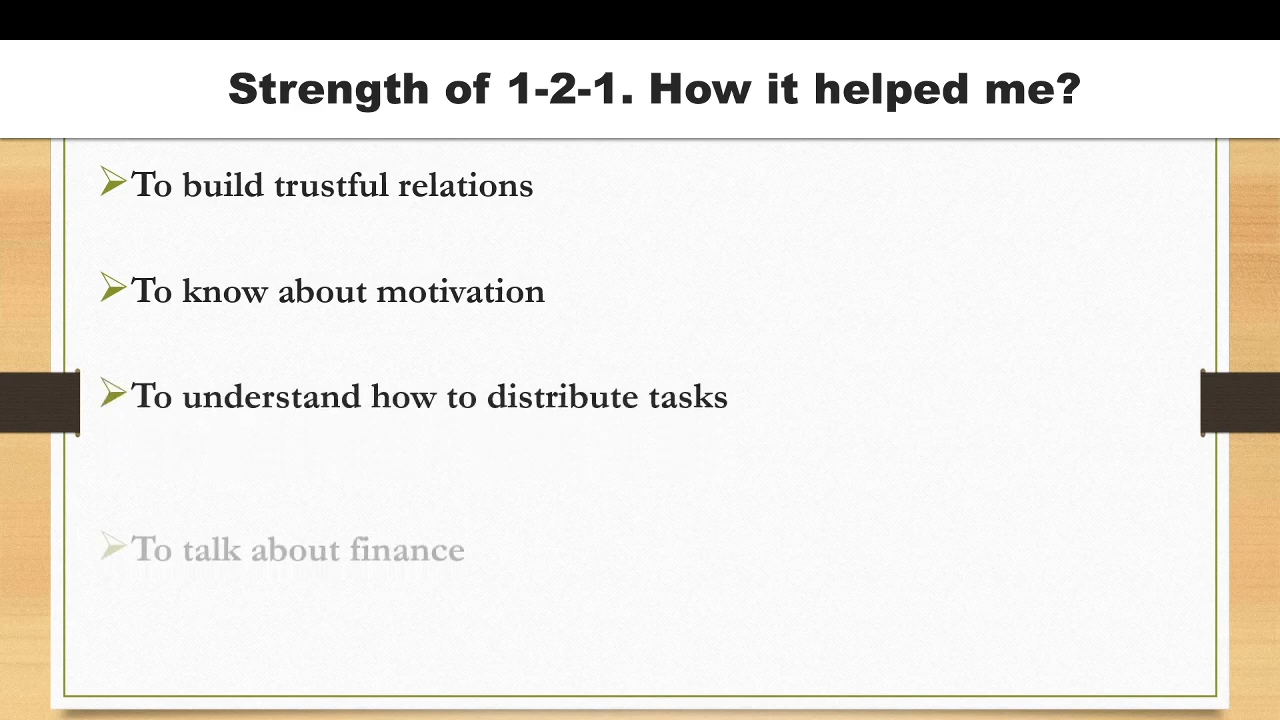 Strength of 1-2-1. How it helped me?
To build trustful relations
To know about motivation
To understand how to distribute tasks
To talk about finance